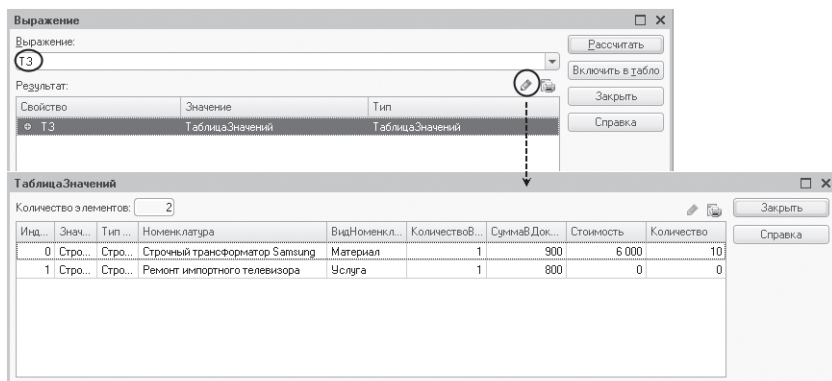 Выражение
Выражение:
ТЗ
Рассчитать
Включить в табло
Результат:
Закрыть
Свойство Значение Тип
ТЗ ТаблицаЗначений ТаблицаЗначений
Справка
ТаблицаЗначений
Количество элементов: 2
Закрыть
Инд... Знач... Тип ... Номенклатура ВидНоменкл... КоличествоВ... СуммаВДок... Стоимость Количество
Справка
0 Стро... Стро... Строчный трансформатор Samsung Материал 1 900 6 000 10
1 Стро... Стро... Ремонт импортного телевизора Услуга 1 800 0 0